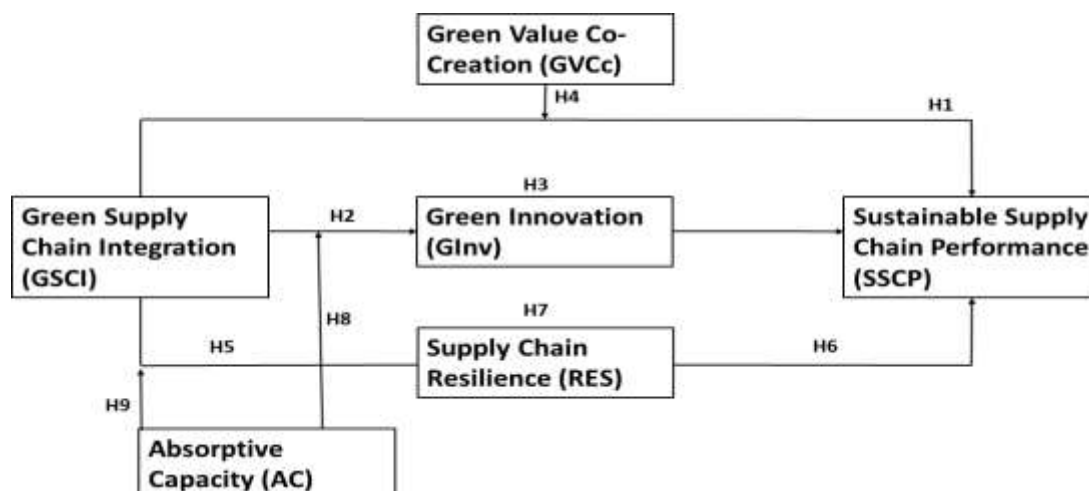 Green Value Co-
Creation (GVCc)
H4
H1
H3
Green Supply
Chain Integration
(GSCI)
H2
Green Innovation
(GInv)
Sustainable Supply
Chain Performance
(SSCP)
H7
H8
H5
Supply Chain
Resilience (RES)
H6
H9
Absorptive
Capacity (AC)